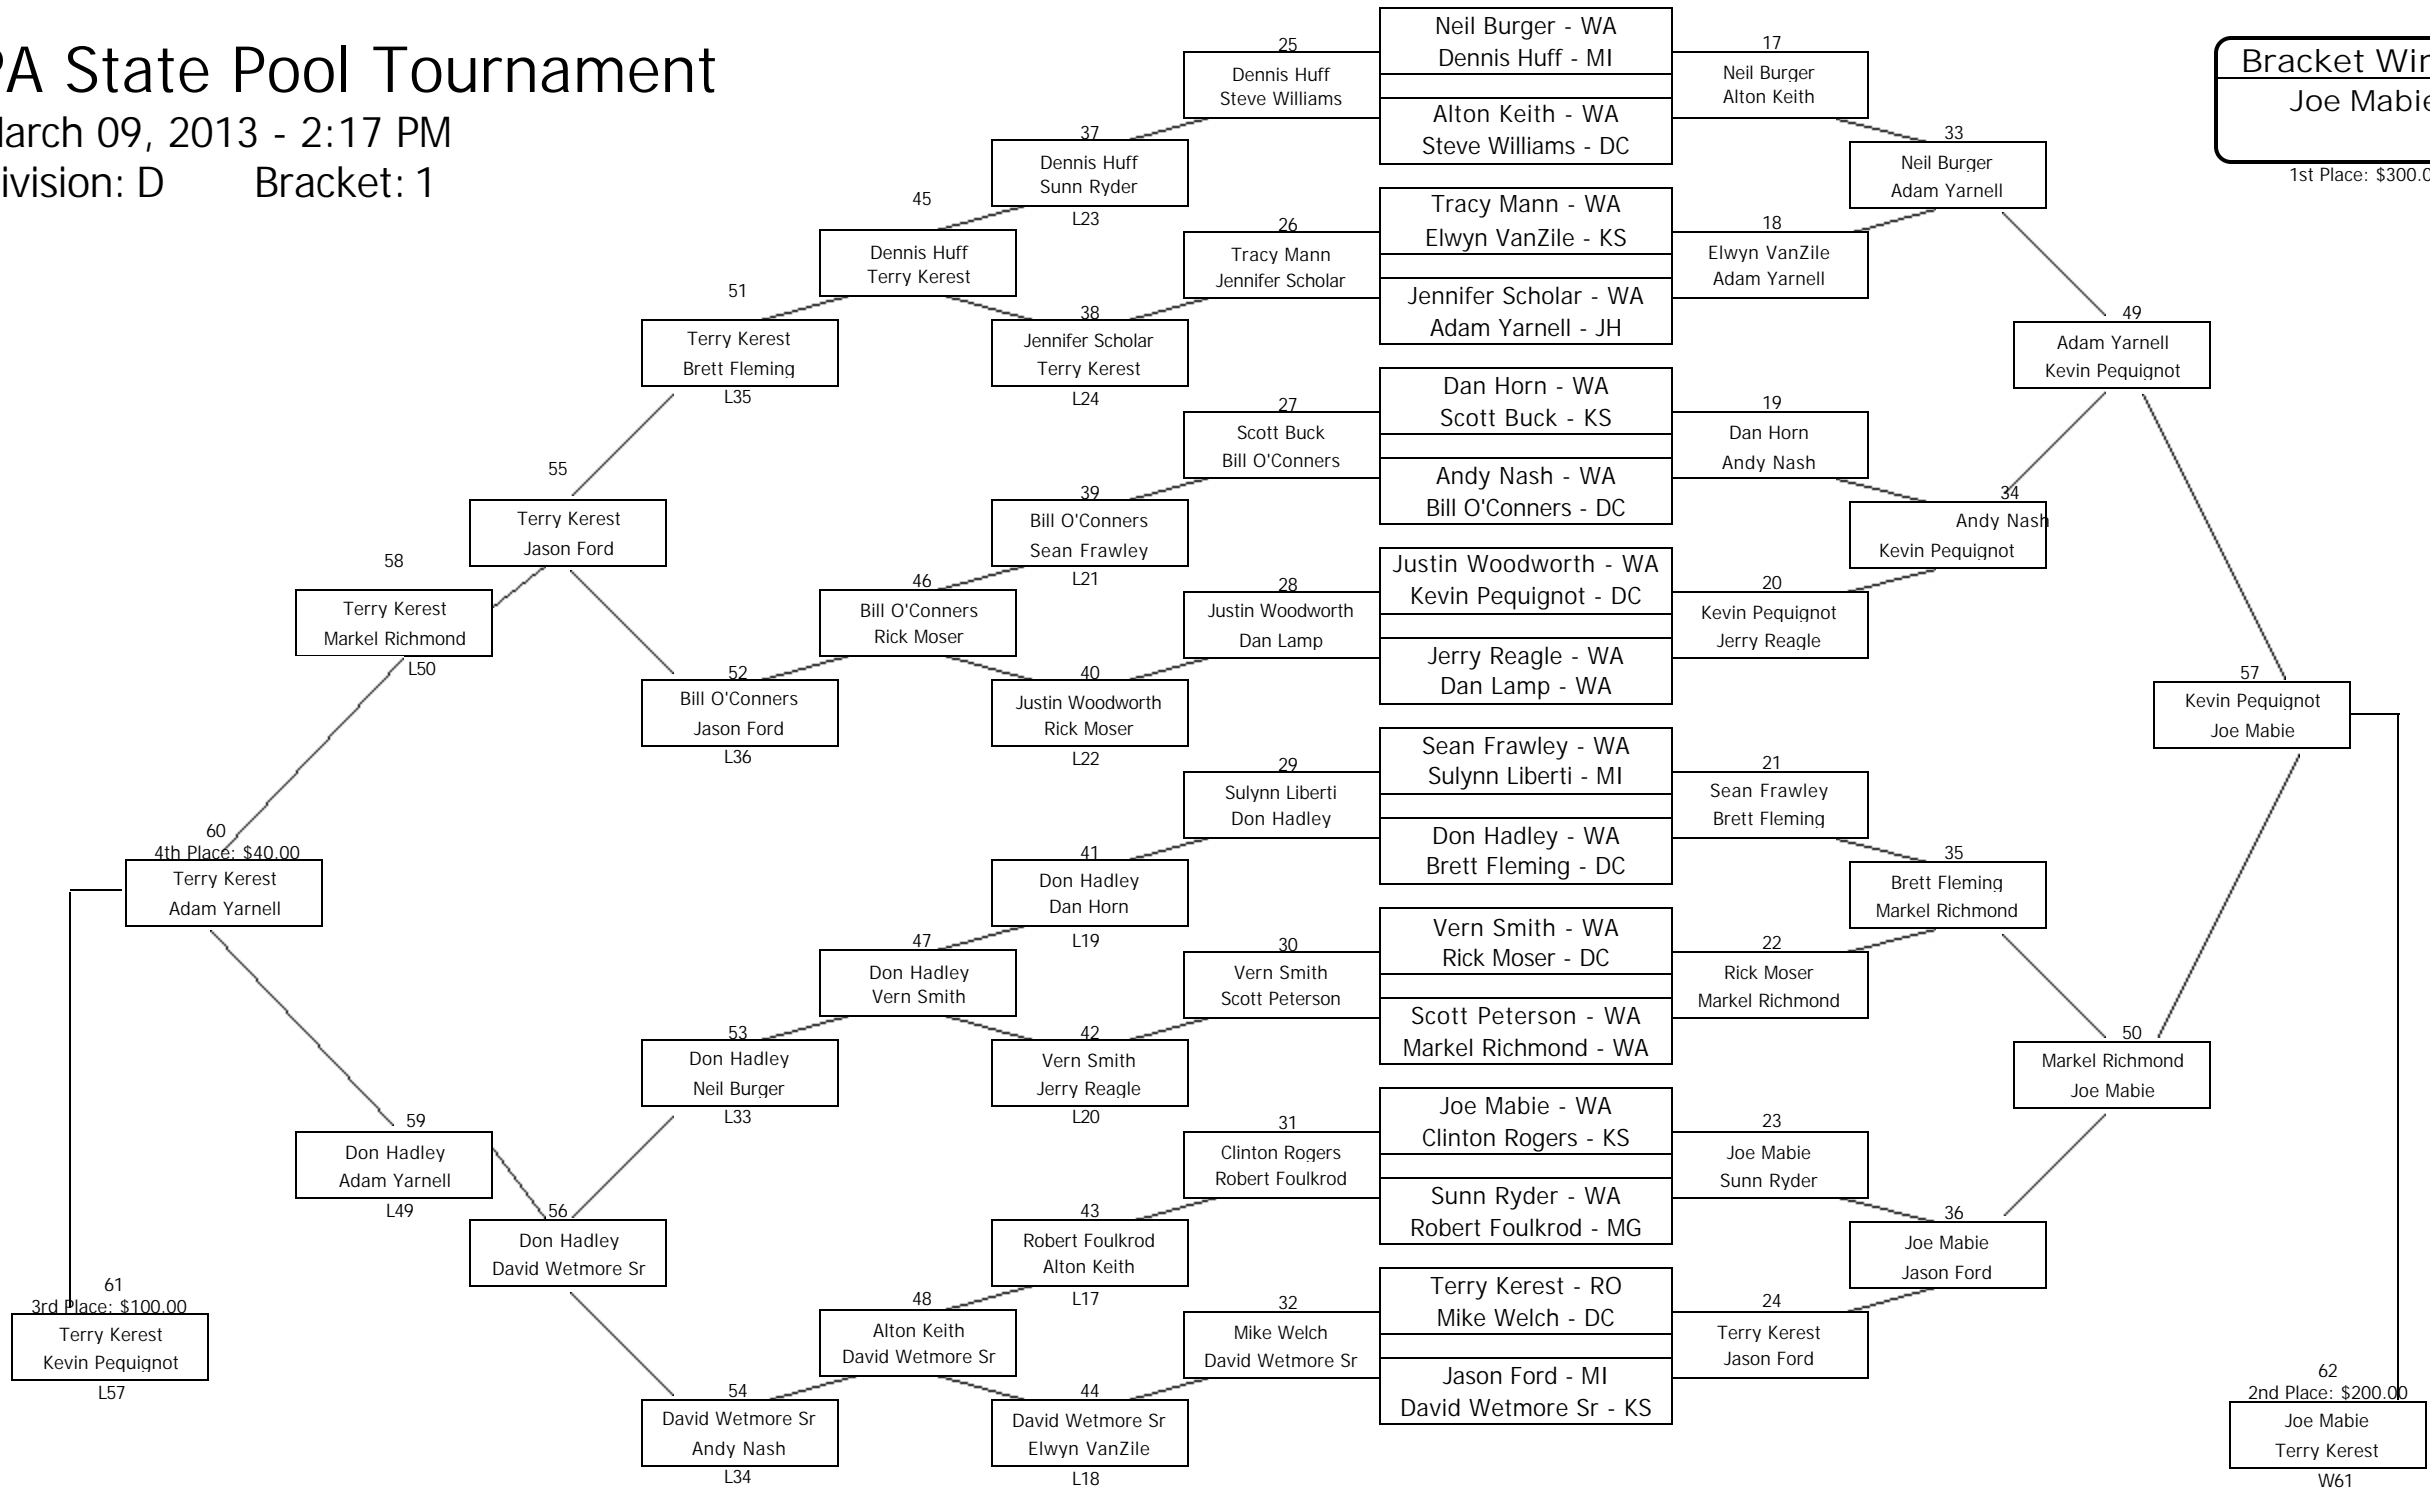 PA State Pool Tournament
March 09, 2013 - 2:17 PM
Division: D Bracket: 1
Bracket Win
Joe Mabie
1st Place: $300.0
Neil Burger - WA
Dennis Huff - MI
Alton Keith - WA
Steve Williams - DC
Tracy Mann - WA
Elwyn VanZile - KS
Jennifer Scholar - WA
Adam Yarnell - JH
Dan Horn - WA
Scott Buck - KS
Andy Nash - WA
Bill O'Conners - DC
Justin Woodworth - WA
Kevin Pequignot - DC
Jerry Reagle - WA
Dan Lamp - WA
Sean Frawley - WA
Sulynn Liberti - MI
Don Hadley - WA
Brett Fleming - DC
Vern Smith - WA
Rick Moser - DC
Scott Peterson - WA
Markel Richmond - WA
Joe Mabie - WA
Clinton Rogers - KS
Sunn Ryder - WA
Robert Foulkrod - MG
Terry Kerest - RO
Mike Welch - DC
Jason Ford - MI
David Wetmore Sr - KS
17
Neil Burger
Alton Keith
18
Elwyn VanZile
Adam Yarnell
19
Dan Horn
Andy Nash
20
Kevin Pequignot
Jerry Reagle
21
Sean Frawley
Brett Fleming
22
Rick Moser
Markel Richmond
23
Joe Mabie
Sunn Ryder
24
Terry Kerest
Jason Ford
25
Dennis Huff
Steve Williams
26
Tracy Mann
Jennifer Scholar
27
Scott Buck
Bill O'Conners
28
Justin Woodworth
Dan Lamp
29
Sulynn Liberti
Don Hadley
30
Vern Smith
Scott Peterson
31
Clinton Rogers
Robert Foulkrod
32
Mike Welch
David Wetmore Sr
33
Neil Burger
Adam Yarnell
34
Andy Nash
Kevin Pequignot
35
Brett Fleming
Markel Richmond
36
Joe Mabie
Jason Ford
37
Dennis Huff
Sunn Ryder
L23
38
Jennifer Scholar
Terry Kerest
L24
39
Bill O'Conners
Sean Frawley
L21
40
Justin Woodworth
Rick Moser
L22
41
Don Hadley
Dan Horn
L19
42
Vern Smith
Jerry Reagle
L20
43
Robert Foulkrod
Alton Keith
L17
44
David Wetmore Sr
Elwyn VanZile
L18
45
Dennis Huff
Terry Kerest
46
Bill O'Conners
Rick Moser
47
Don Hadley
Vern Smith
48
Alton Keith
David Wetmore Sr
49
Adam Yarnell
Kevin Pequignot
50
Markel Richmond
Joe Mabie
51
Terry Kerest
Brett Fleming
L35
52
Bill O'Conners
Jason Ford
L36
53
Don Hadley
Neil Burger
L33
54
David Wetmore Sr
Andy Nash
L34
55
Terry Kerest
Jason Ford
56
Don Hadley
David Wetmore Sr
57
Kevin Pequignot
Joe Mabie
58
Terry Kerest
Markel Richmond
L50
59
Don Hadley
Adam Yarnell
L49
60
4th Place: $40.00
Terry Kerest
Adam Yarnell
61
3rd Place: $100.00
Terry Kerest
Kevin Pequignot
L57
62
2nd Place: $200.00
Joe Mabie
Terry Kerest
W61